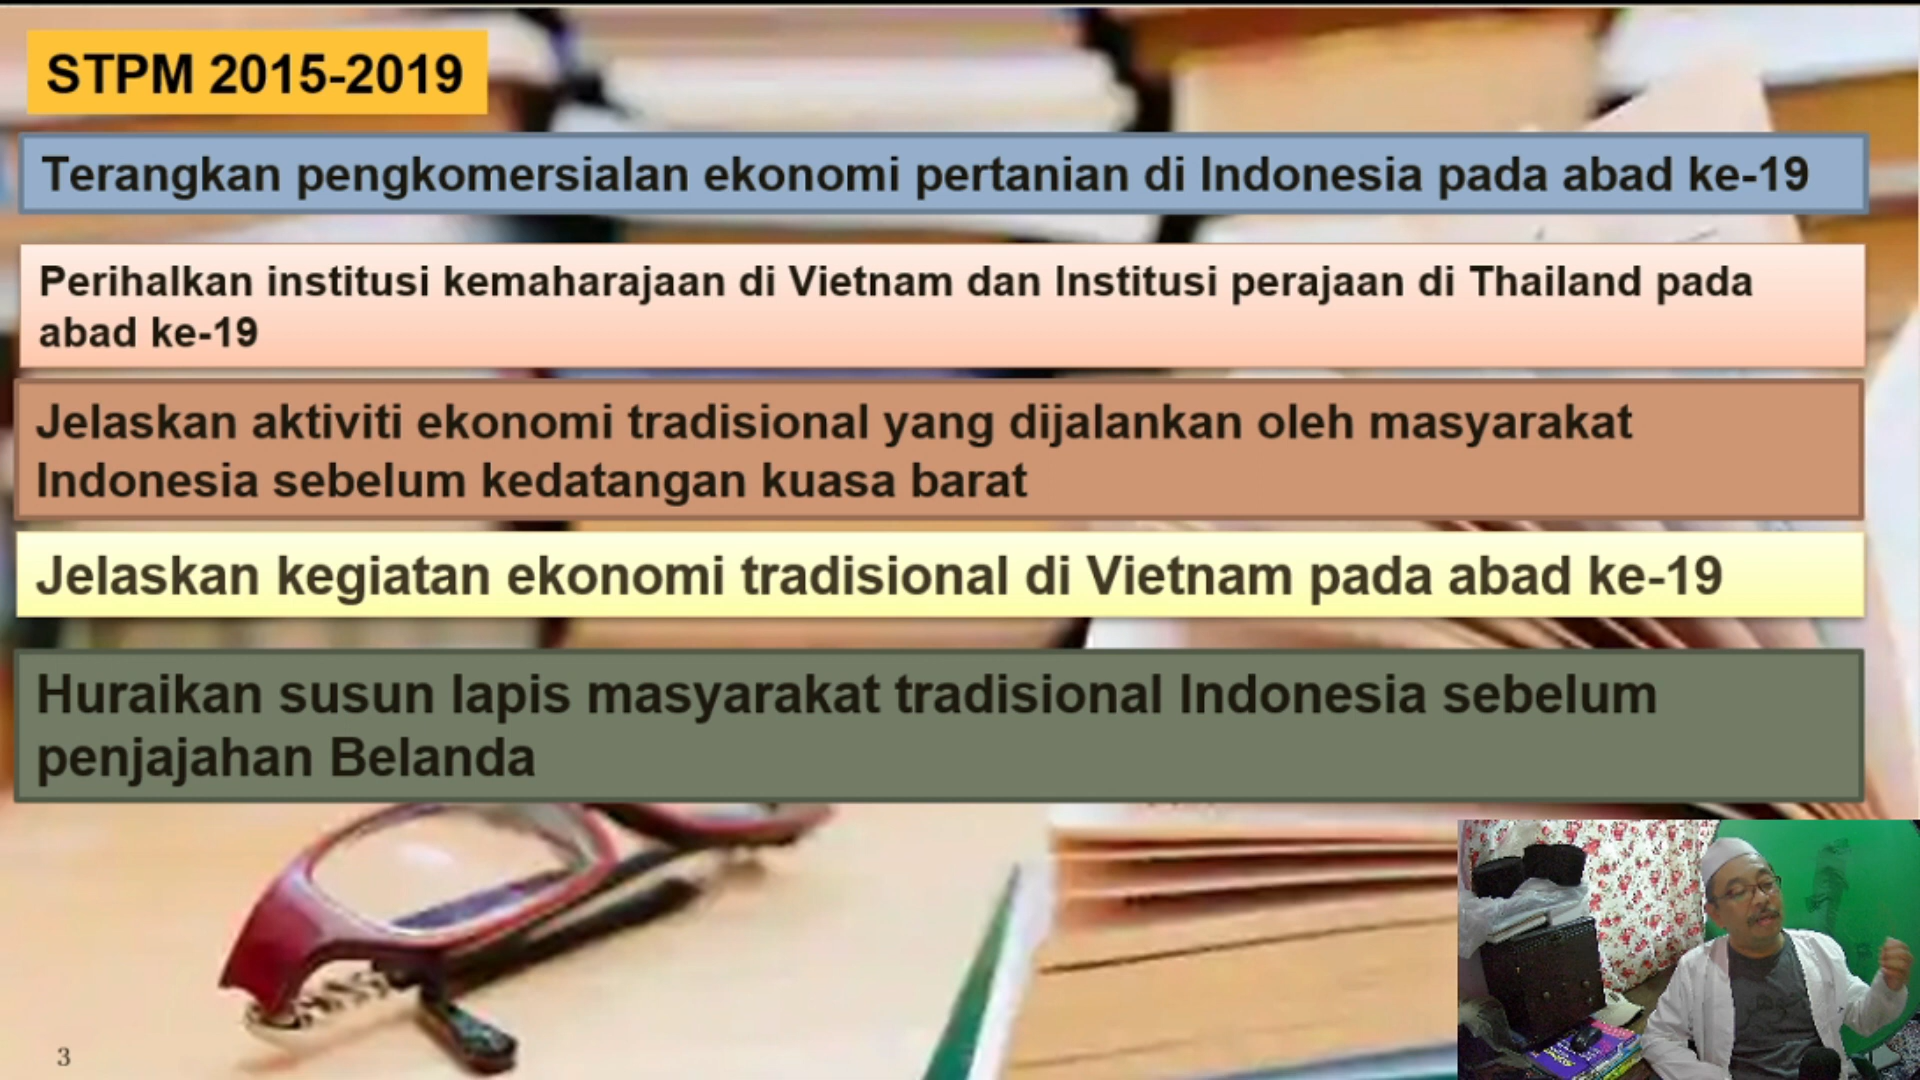 STPM 2015-2019
Terangkan pengkomersialan ekonomi pertanian di Indonesia pada abad ke-19
Perihalkan institusi kemaharajaan di Vietnam dan Institusi perajaan di Thailand pada
abad ke-19
Jelaskan aktiviti ekonomi tradisional yang dijalankan oleh masyarakat
Indonesia sebelum kedatangan kuasa barat
Jelaskan kegiatan ekonomi tradisional di Vietnam pada abad ke-19
Huraikan susun lapis masyarakat tradisional Indonesia sebelum
penjajahan Belanda
3